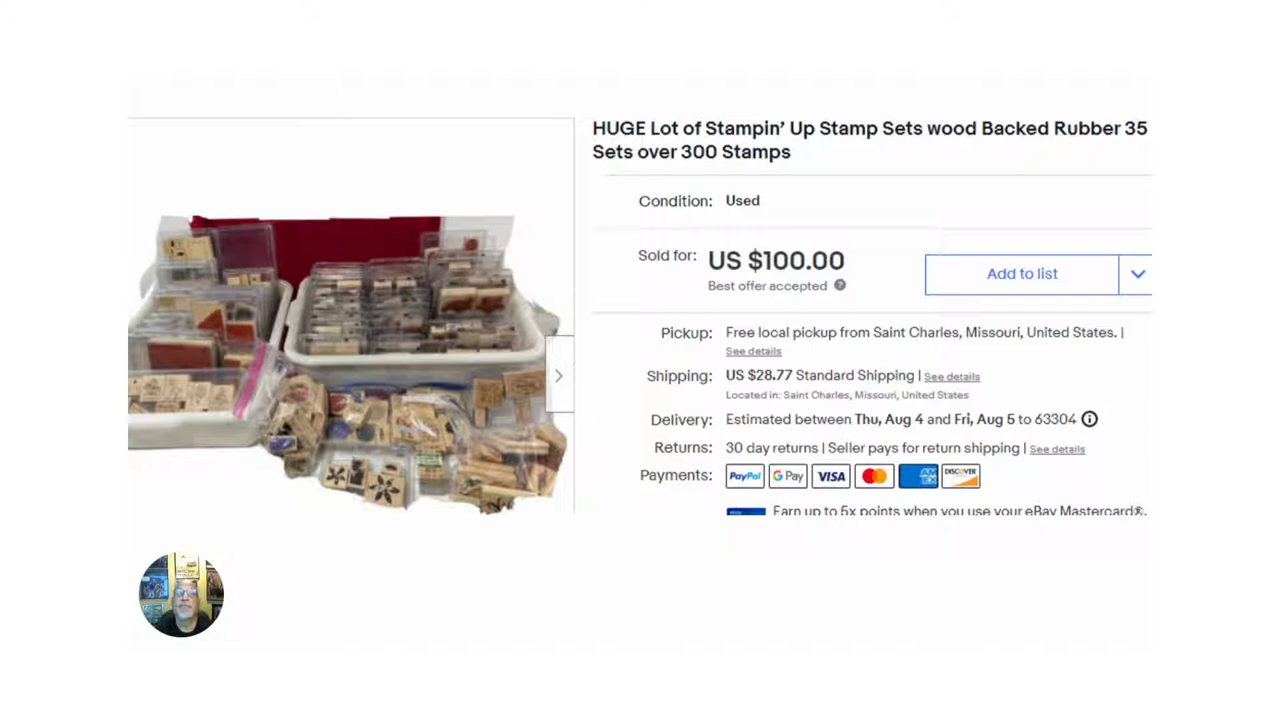 HUGE Lot of Stampin' Up Stamp Sets wood Backed Rubber 35
Sets over 300 Stamps
Condition: Used
Sold for: US $100.00
Best offer accepted
Add to list
Pickup: Free local pickup from Saint Charles, Missouri, United States. |
See details
Shipping: US $28.77 Standard Shipping | See details
Located in: Saint Charles, Missouri, United States
Delivery: Estimated between Thu, Aug 4 and Fri, Aug 5 to 63304
Returns: 30 day returns | Seller pays for return shipping | See details
Payments: PayPal G Pay VISA DISCOVER
ebay Earn up to 5x points when you use your eBay Mastercard®.